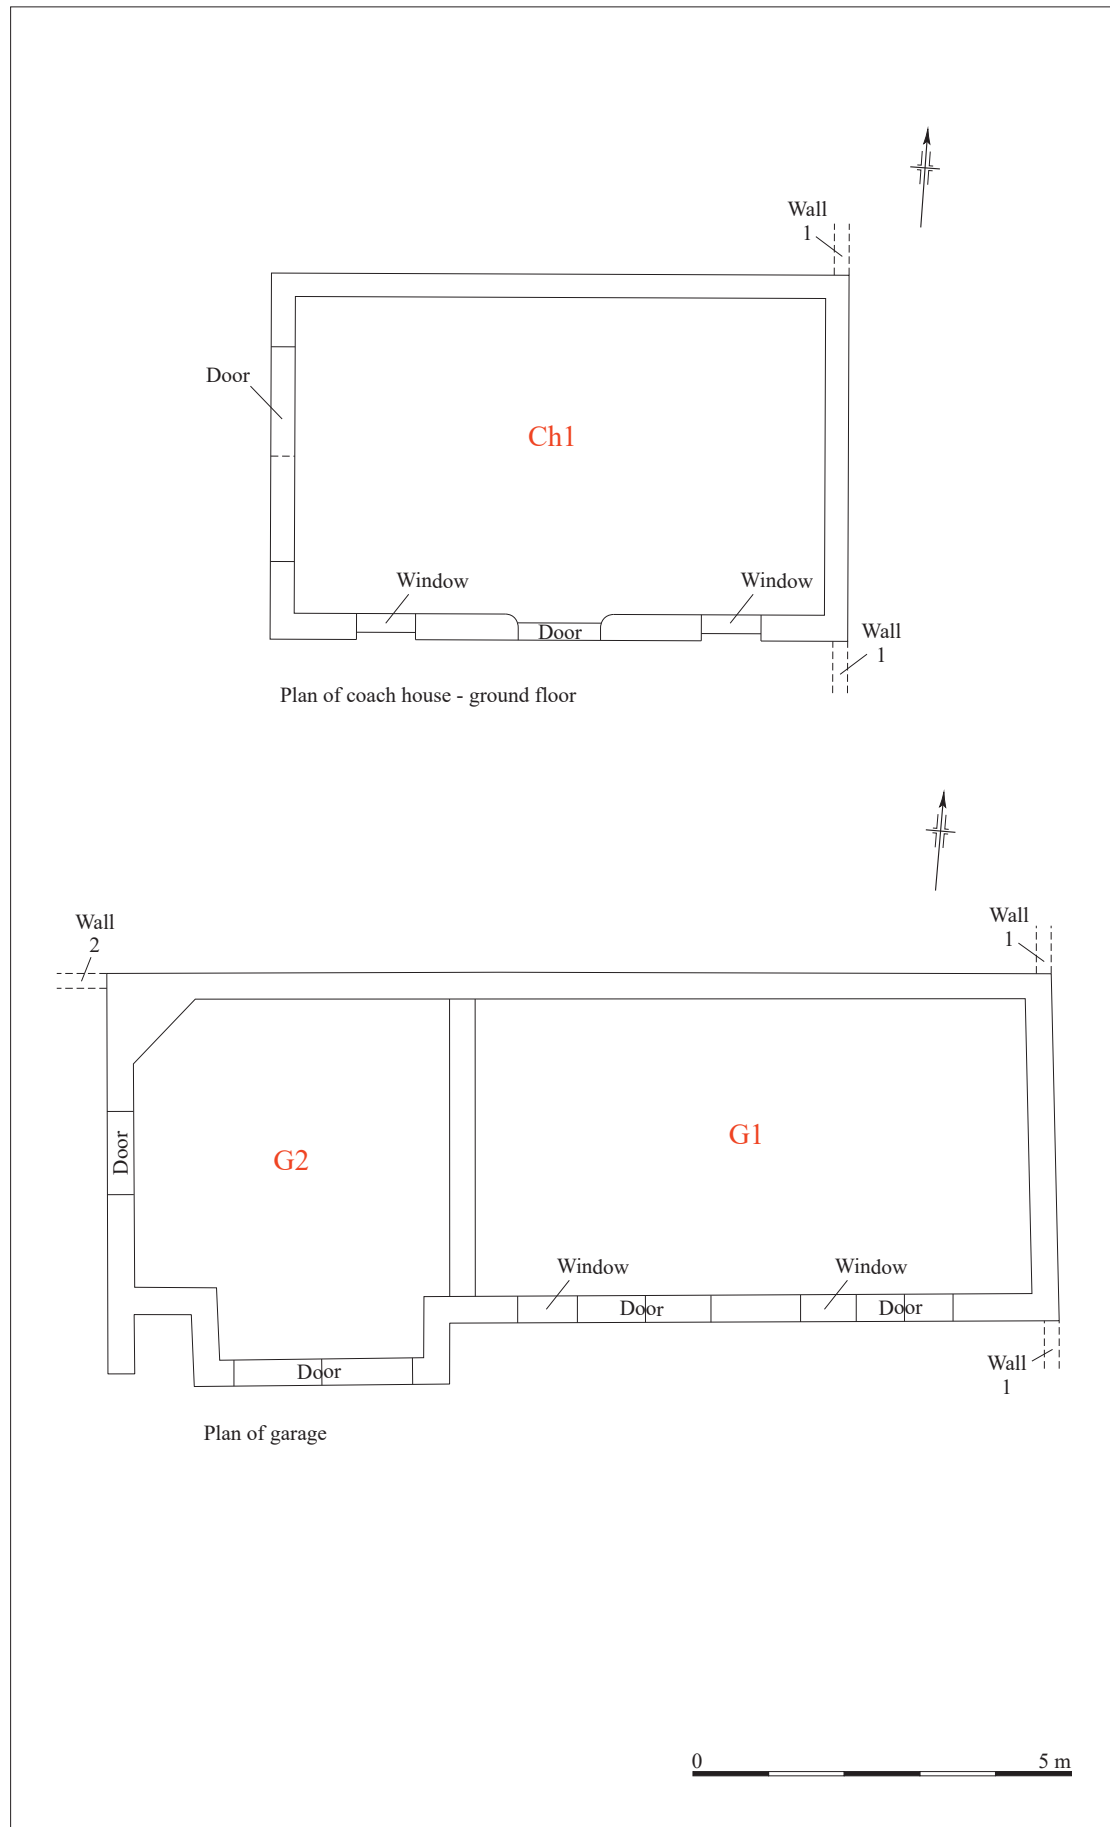 Wall
1
Door
Ch1
Window
Window
Door
Wall
1
Plan of coach house - ground floor
Wall
2
Wall
1
Door
G2
G1
Window
Window
Door
Door
Door
Wall
1
Plan of garage
0
5 m